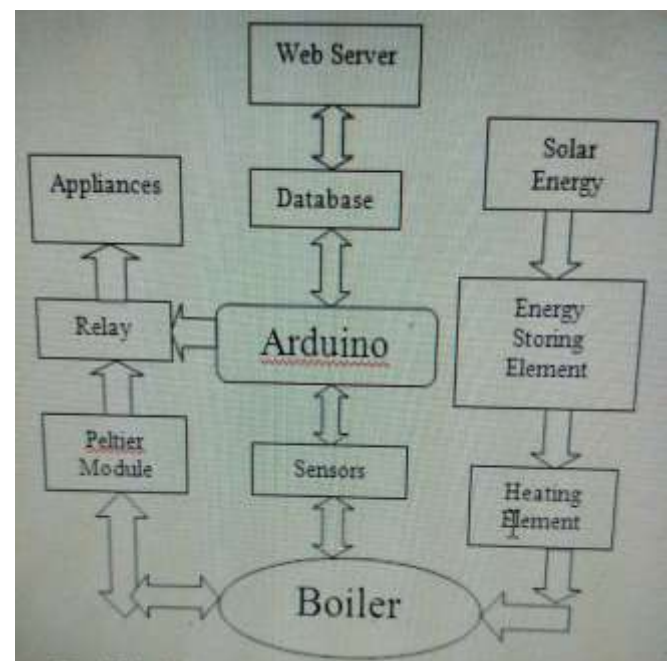 Web Server
Solar
Energy
Appliances
Database
Relay
Arduino
Energy
Storing
Element
Peltier
Module
Sensors
Heating
Element
Boiler